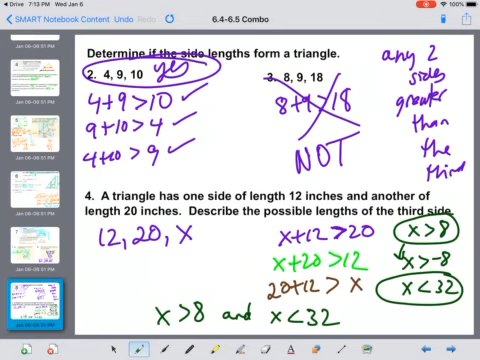 7:13 PM Mon Jan 6
100%
SMART Notebook Content
6.4-6.5 Combo
Determine if the side lengths form a triangle.
2. 4, 9, 10 yes
4+9>10 ✓
9+10>4 ✓
4+10>9 ✓
3. 8, 9, 18
8+9>18
NOT
any 2
sides
greater
than
the
third
4. A triangle has one side of length 12 inches and another of
length 20 inches. Describe the possible lengths of the third side.
12, 20, x
x+12>20 x>8
x+20>12 x>-8
20+12>x x<32
x>8 and x<32